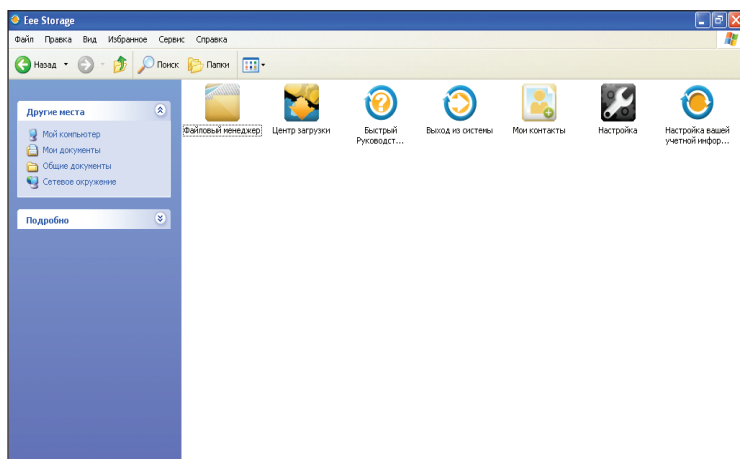 Eee Storage
Файл Правка Вид Избранное Сервис Справка
Назад Поиск Папки
Другие места
Мой компьютер
Мои документы
Общие документы
Сетевое окружение
Подробно
Файловый менеджер
Центр загрузки
Быстрый
Руководст...
Выход из системы
Мои контакты
Настройка
Настройка вашей
учетной инфор...